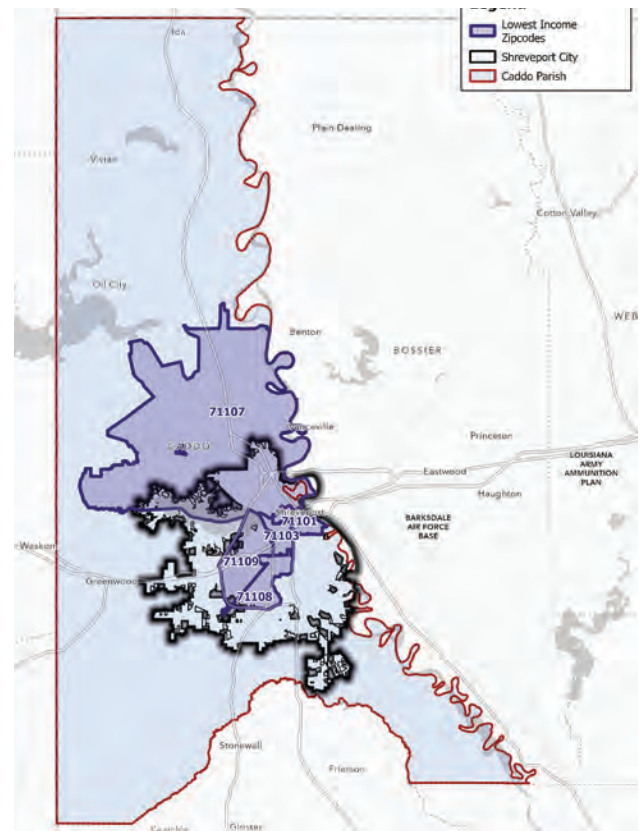 Lowest Income
Zipcodes
Shreveport City
Caddo Parish
Ida
Plain Dealing
Vivian
Cotton Valley
Oil City
Benton
WEB
BOSSIER
71107
CADDO
Princeton
LOUISIANA
ARMY
AMMUNITION
PLAN
Eastwood
Haughton
Shreveport
71101
BARKSDALE
AIR FORCE
BASE
71103
Waskom
71109
Greenwood
71108
Stonewall
Frierson